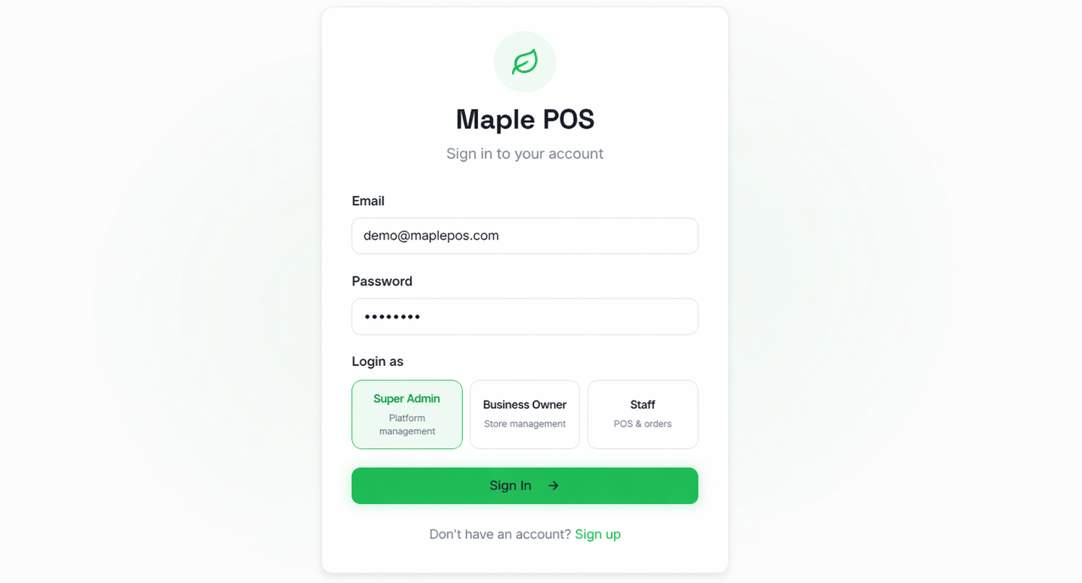 Maple POS
Sign in to your account
Email
demo@maplepos.com
Password
••••••••
Login as
Super Admin
Platform
management
Business Owner
Store management
Staff
POS & orders
Sign In →
Don't have an account? Sign up